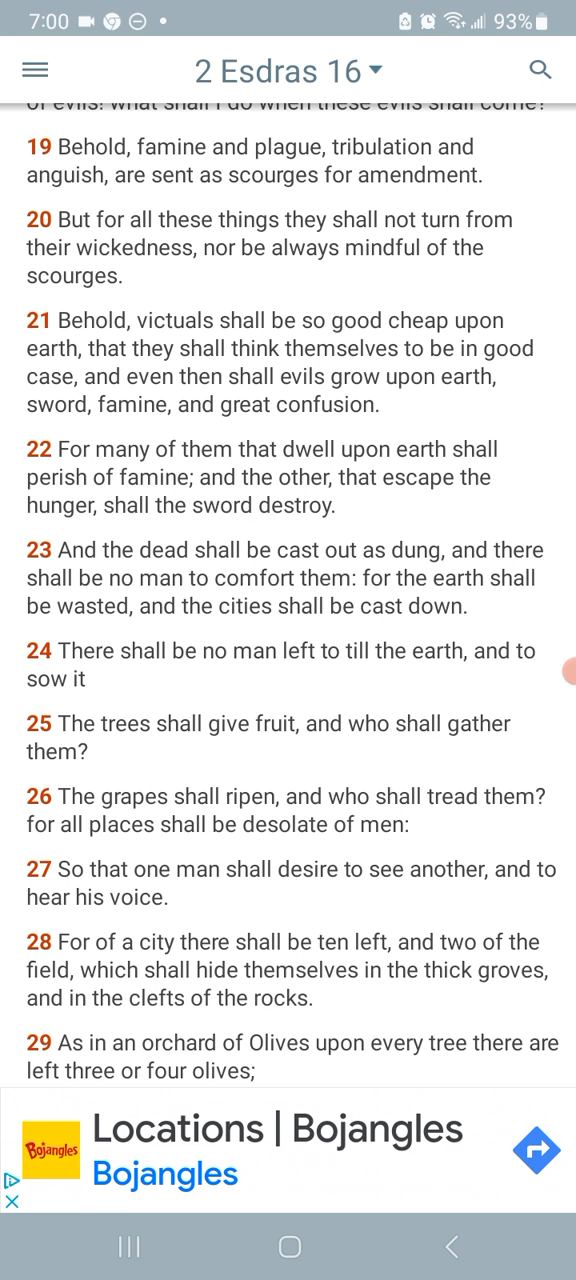 7:00
93%
2 Esdras 16
of evils! what shall I do when these evils shall come?
19 Behold, famine and plague, tribulation and
anguish, are sent as scourges for amendment.
20 But for all these things they shall not turn from
their wickedness, nor be always mindful of the
scourges.
21 Behold, victuals shall be so good cheap upon
earth, that they shall think themselves to be in good
case, and even then shall evils grow upon earth,
sword, famine, and great confusion.
22 For many of them that dwell upon earth shall
perish of famine; and the other, that escape the
hunger, shall the sword destroy.
23 And the dead shall be cast out as dung, and there
shall be no man to comfort them: for the earth shall
be wasted, and the cities shall be cast down.
24 There shall be no man left to till the earth, and to
sow it
25 The trees shall give fruit, and who shall gather
them?
26 The grapes shall ripen, and who shall tread them?
for all places shall be desolate of men:
27 So that one man shall desire to see another, and to
hear his voice.
28 For of a city there shall be ten left, and two of the
field, which shall hide themselves in the thick groves,
and in the clefts of the rocks.
29 As in an orchard of Olives upon every tree there are
left three or four olives;
Bojangles
Locations | Bojangles
Bojangles